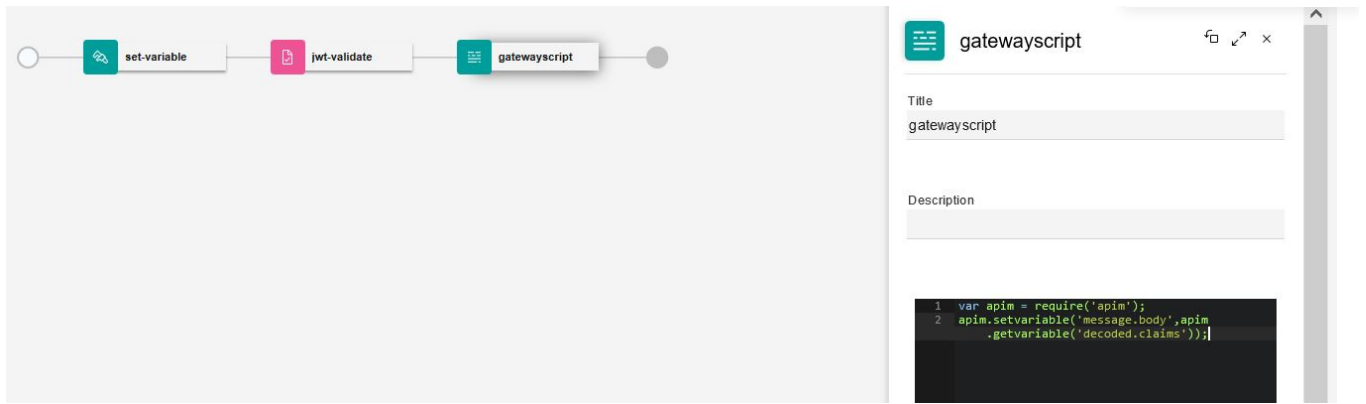 set-variable
jwt-validate
gatewayscript
gatewayscript
Title
gatewayscript
Description
1 var apim = require('apim');
2 apim.setvariable('message.body',apim
.getvariable('decoded.claims'));